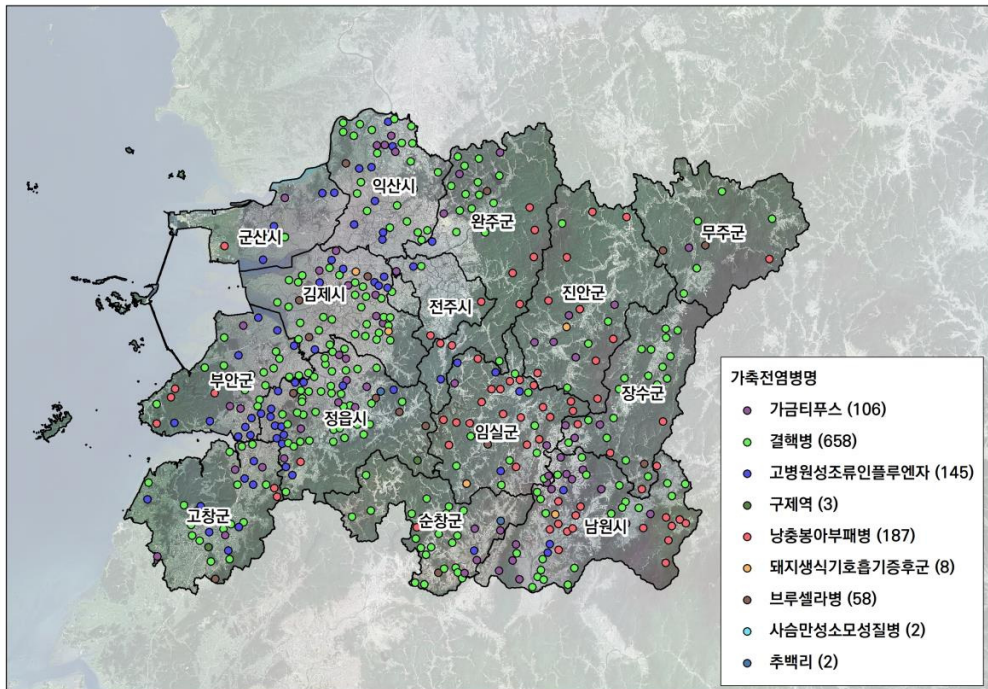 익산시
완주군
무주군
군산시
김제시
전주시
진안군
부안군
정읍시
장수군
임실군
고창군
순창군
남원시
가축전염병명
가금티푸스 (106)
결핵병 (658)
고병원성조류인플루엔자 (145)
구제역 (3)
낭충봉아부패병 (187)
돼지생식기호흡기증후군 (8)
브루셀라병 (58)
사슴만성소모성질병 (2)
추백리 (2)